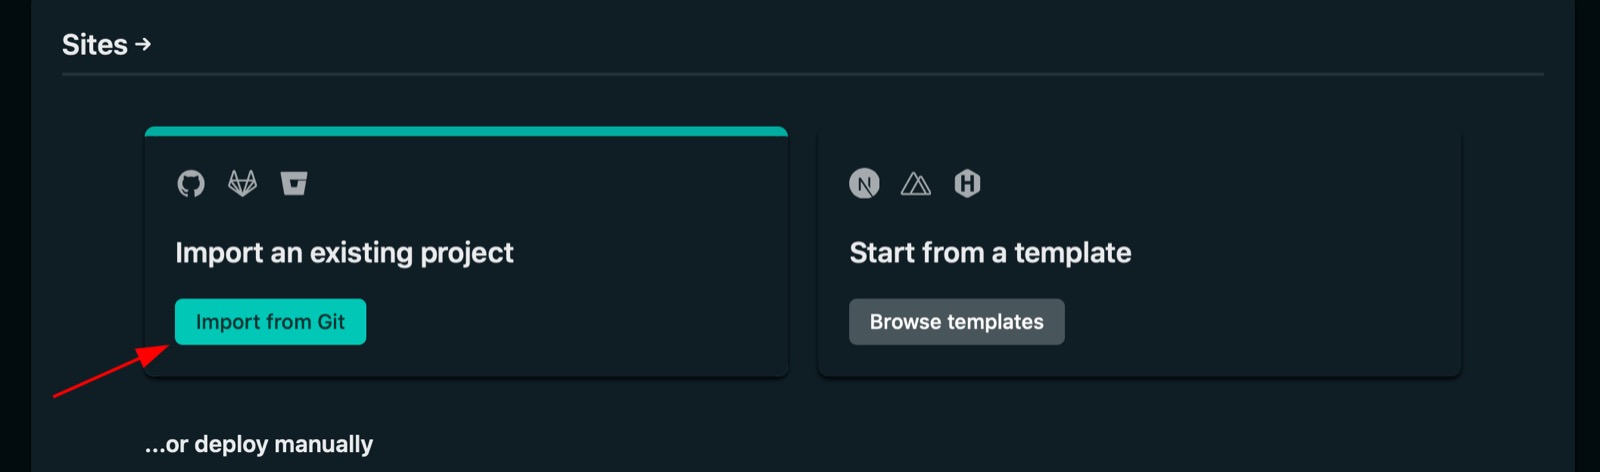 Sites →
Import an existing project
Import from Git
Start from a template
Browse templates
...or deploy manually